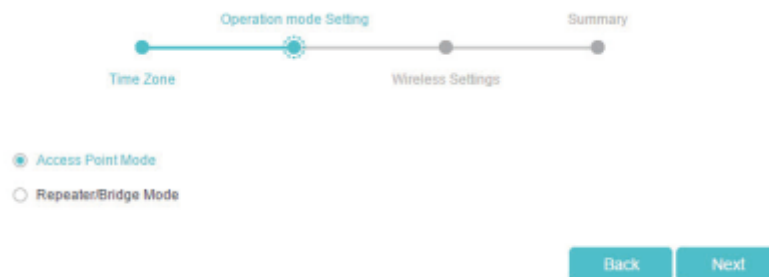 Operation mode Setting
Summary
Time Zone
Wireless Settings
Access Point Mode
Repeater/Bridge Mode
Back
Next